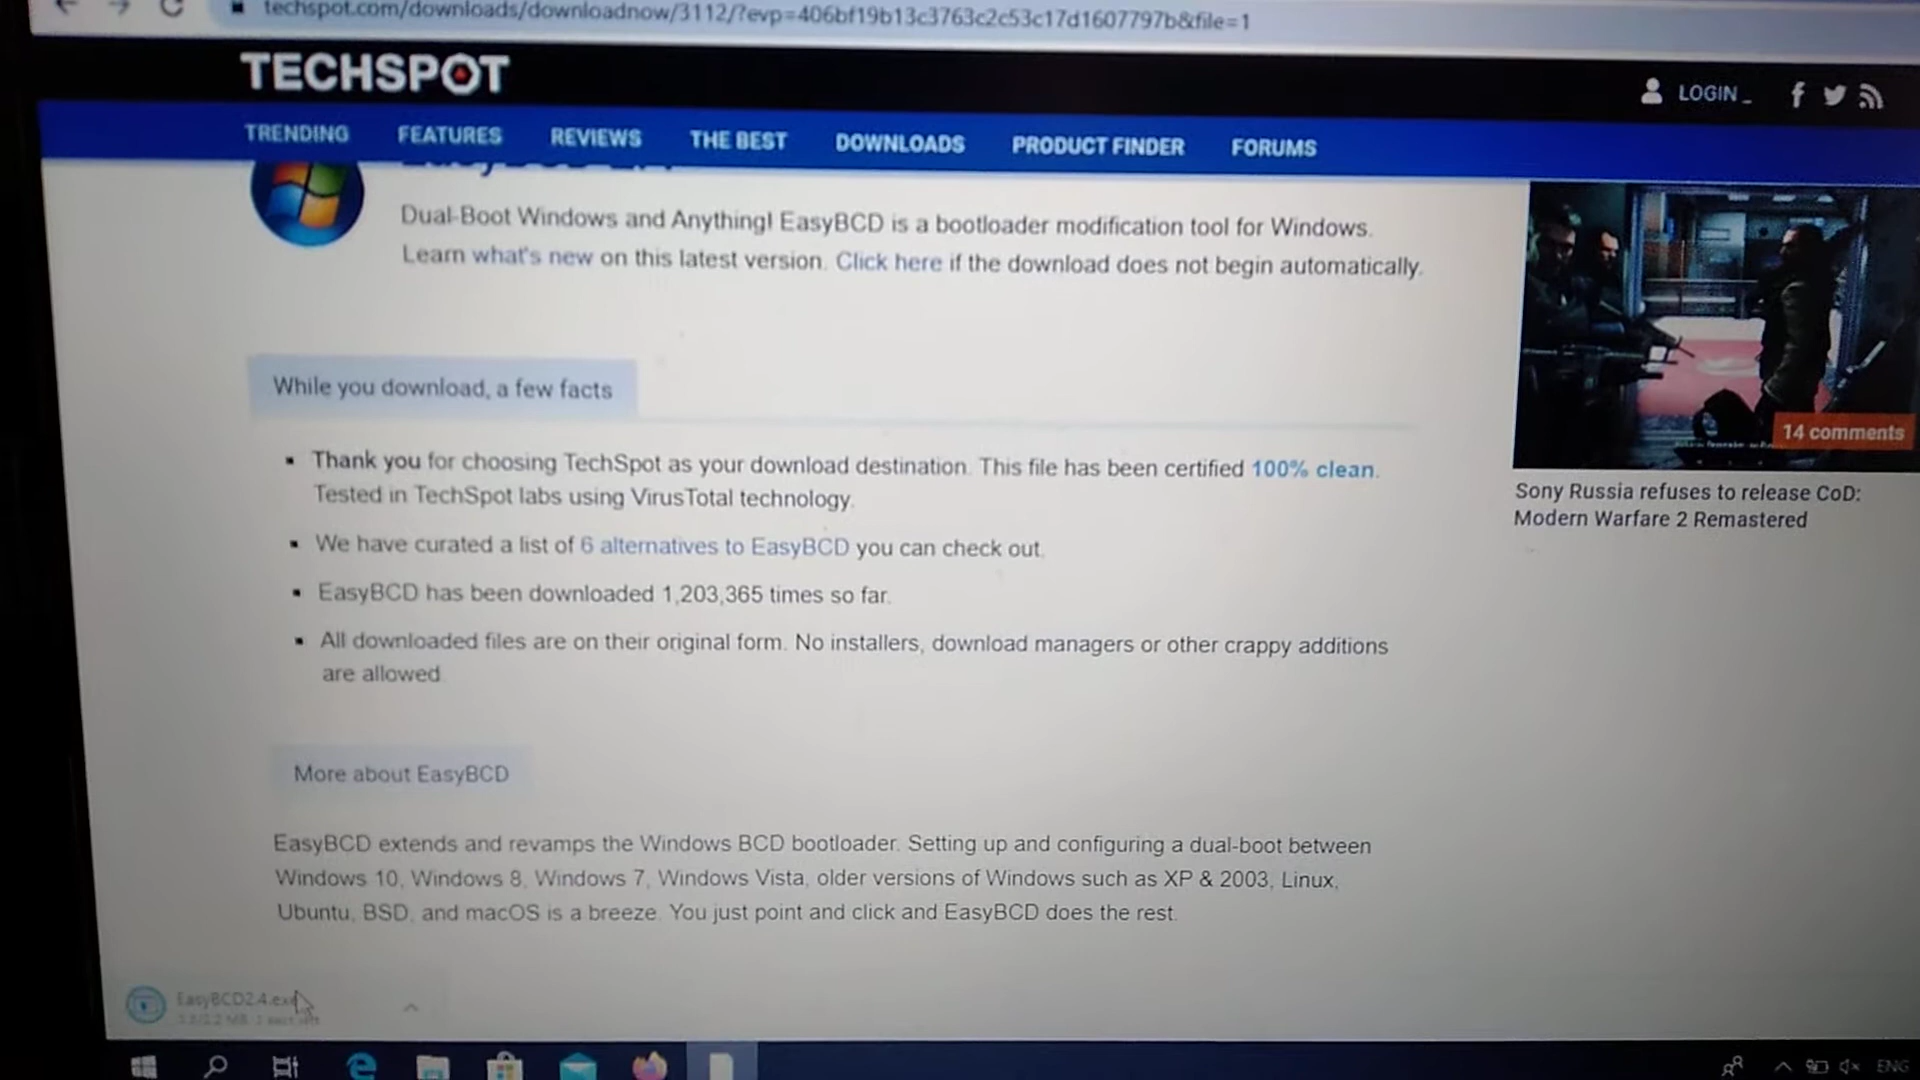 techspot.com/downloads/downloadnow/3112/?evp=406bf19b13c3763c2c53c17d1607797b&file=1
TECHSPOT
LOGIN
TRENDING FEATURES REVIEWS THE BEST DOWNLOADS PRODUCT FINDER FORUMS
Dual-Boot Windows and Anything! EasyBCD is a bootloader modification tool for Windows.
Learn what's new on this latest version. Click here if the download does not begin automatically.
While you download, a few facts
Thank you for choosing TechSpot as your download destination. This file has been certified 100% clean.
Tested in TechSpot labs using VirusTotal technology.
We have curated a list of 6 alternatives to EasyBCD you can check out.
EasyBCD has been downloaded 1,203,365 times so far.
All downloaded files are on their original form. No installers, download managers or other crappy additions
are allowed.
More about EasyBCD
EasyBCD extends and revamps the Windows BCD bootloader. Setting up and configuring a dual-boot between
Windows 10, Windows 8, Windows 7, Windows Vista, older versions of Windows such as XP & 2003, Linux,
Ubuntu, BSD, and macOS is a breeze. You just point and click and EasyBCD does the rest.
14 comments
Sony Russia refuses to release CoD:
Modern Warfare 2 Remastered
EasyBCD2.4.exe
ENG